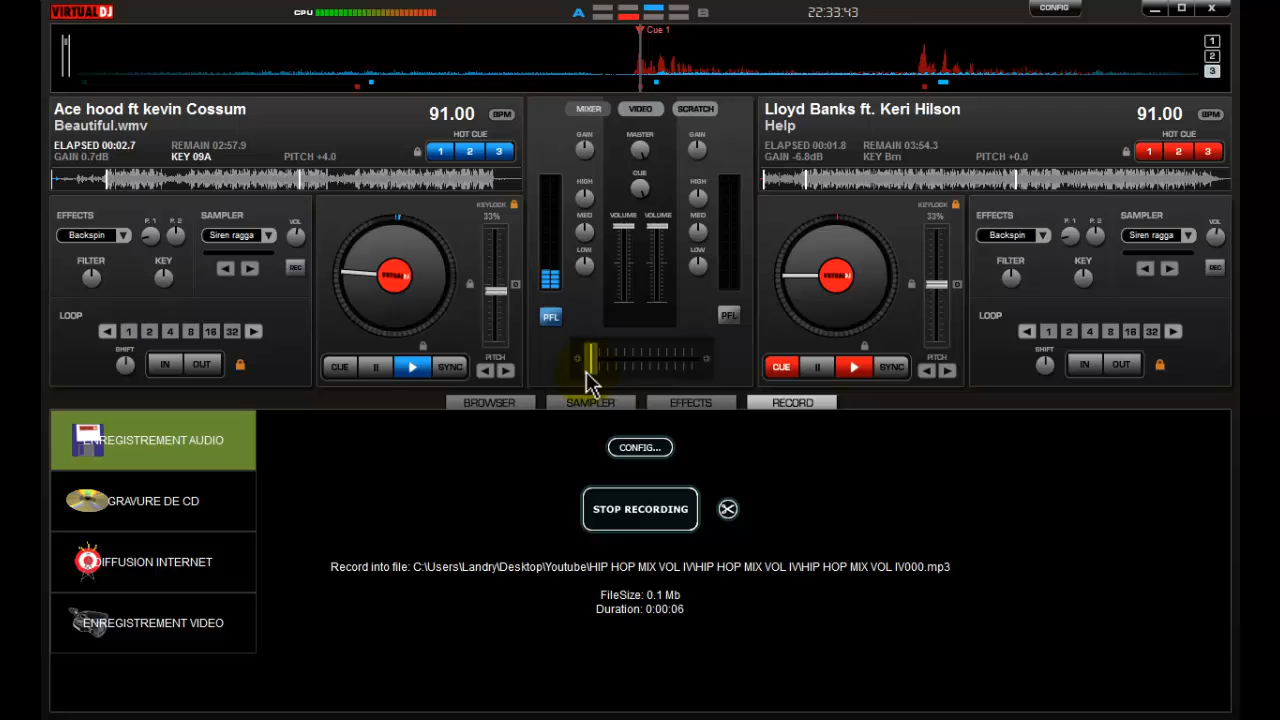 VIRTUALDJ
CPU
A
B
22:33:43
CONFIG
Cue 1
1
2
3
Ace hood ft kevin Cossum
Beautiful.wmv
91.00 BPM
HOT CUE
ELAPSED 00:02.7 REMAIN 02:57.9
GAIN 0.7dB KEY 09A PITCH +4.0
1 2 3
MIXER VIDEO SCRATCH
GAIN MASTER GAIN
HIGH CUE HIGH
MED VOLUME VOLUME MED
LOW LOW
PFL PFL
Lloyd Banks ft. Keri Hilson
Help
91.00 BPM
HOT CUE
ELAPSED 00:01.8 REMAIN 03:54.3
GAIN -6.8dB KEY Bm PITCH +0.0
1 2 3
EFFECTS P. 1 P. 2 SAMPLER VOL
Backspin Siren ragga
FILTER KEY REC
LOOP
1 2 4 8 16 32
SHIFT IN OUT
KEYLOCK
33%
CUE SYNC PITCH
KEYLOCK
33%
CUE SYNC PITCH
EFFECTS P. 1 P. 2 SAMPLER VOL
Backspin Siren ragga
FILTER KEY REC
LOOP
1 2 4 8 16 32
SHIFT IN OUT
BROWSER SAMPLER EFFECTS RECORD
ENREGISTREMENT AUDIO
GRAVURE DE CD
DIFFUSION INTERNET
ENREGISTREMENT VIDEO
CONFIG...
STOP RECORDING
Record into file: C:\Users\Landry\Desktop\Youtube\HIP HOP MIX VOL IV\HIP HOP MIX VOL IV\HIP HOP MIX VOL IV000.mp3
FileSize: 0.1 Mb
Duration: 0:00:06